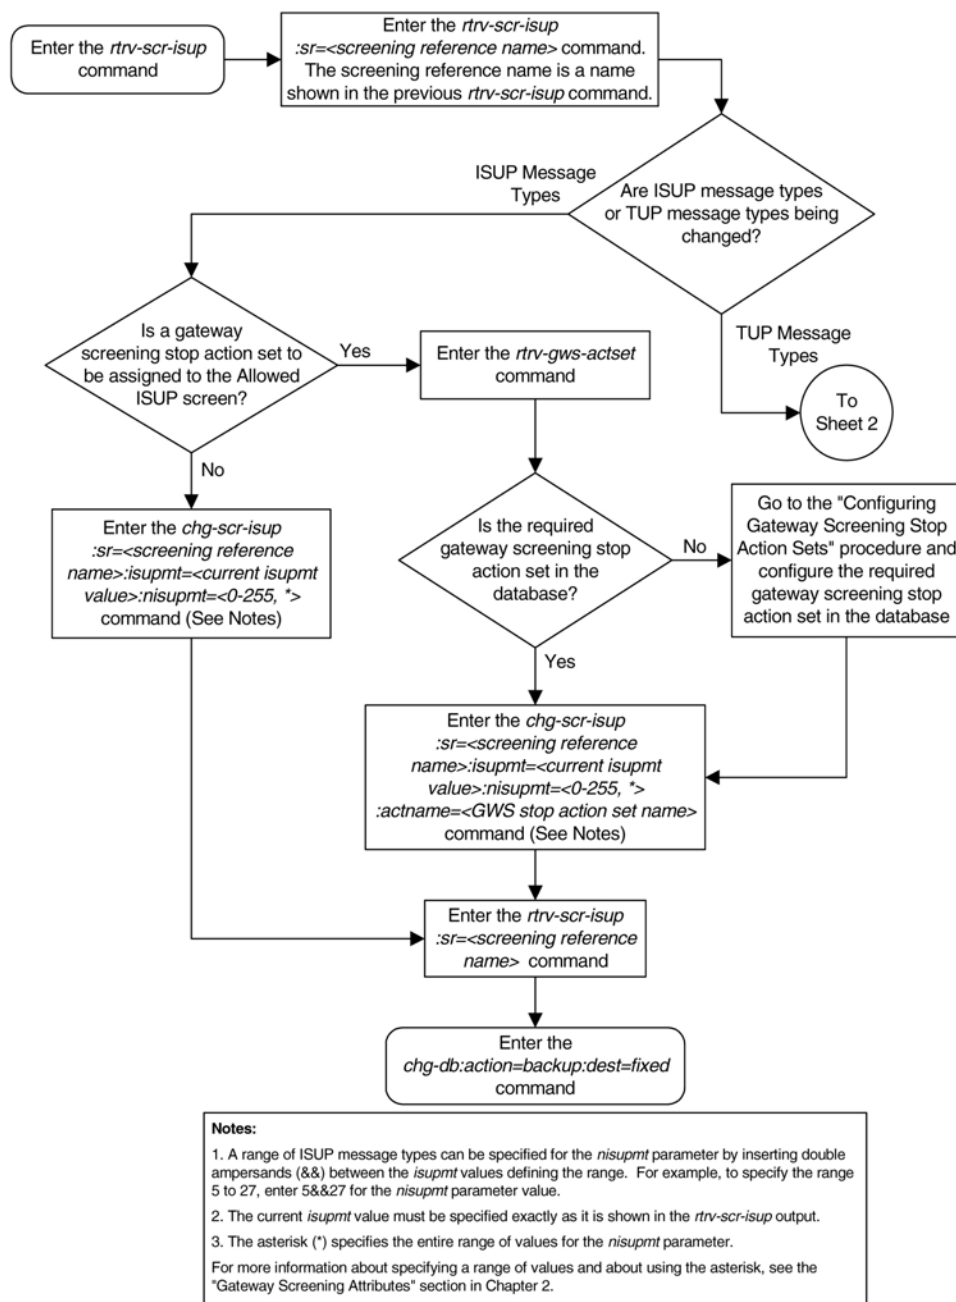 Enter the rtrv-scr-isup
command
Enter the rtrv-scr-isup
:sr=<screening reference name> command.
The screening reference name is a name
shown in the previous rtrv-scr-isup command.
ISUP Message
Types
Are ISUP message types
or TUP message types being
changed?
TUP Message
Types
To
Sheet 2
Is a gateway
screening stop action set to
be assigned to the Allowed
ISUP screen?
Yes
No
Enter the rtrv-gws-actset
command
Is the required
gateway screening stop
action set in the
database?
No
Yes
Go to the "Configuring
Gateway Screening Stop
Action Sets" procedure and
configure the required
gateway screening stop
action set in the database
Enter the chg-scr-isup
:sr=<screening reference
name>:isupmt=<current isupmt
value>:nisupmt=<0-255, *>
command (See Notes)
Enter the chg-scr-isup
:sr=<screening reference
name>:isupmt=<current isupmt
value>:nisupmt=<0-255, *>
:actname=<GWS stop action set name>
command (See Notes)
Enter the rtrv-scr-isup
:sr=<screening reference
name> command
Enter the
chg-db:action=backup:dest=fixed
command
Notes:
1. A range of ISUP message types can be specified for the nisupmt parameter by inserting double
ampersands (&&) between the isupmt values defining the range. For example, to specify the range
5 to 27, enter 5&&27 for the nisupmt parameter value.
2. The current isupmt value must be specified exactly as it is shown in the rtrv-scr-isup output.
3. The asterisk (*) specifies the entire range of values for the nisupmt parameter.
For more information about specifying a range of values and about using the asterisk, see the
"Gateway Screening Attributes" section in Chapter 2.